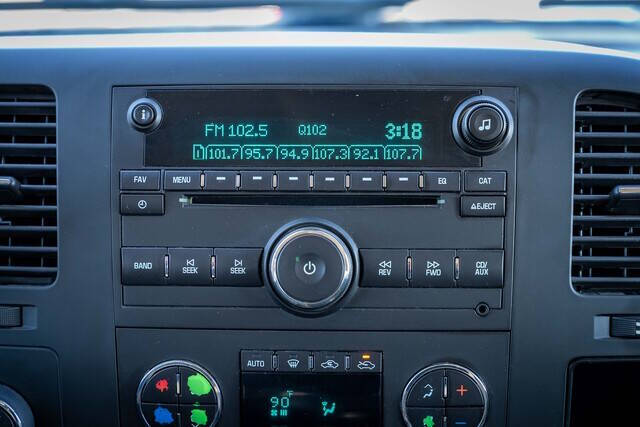 FM 102.5 Q102 3:18
1 101.7 95.7 94.9 107.3 92.1 107.7
FAV MENU EQ CAT
EJECT
BAND SEEK SEEK REV FWD CD/AUX
AUTO
90°F